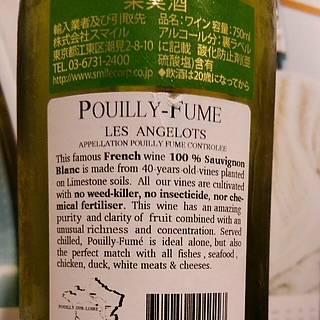 果実酒
輸入業者及び引取先 品名:ワイン 容量:750ml
株式会社スマイル アルコール分:裏ラベル
東京都江東区潮見2-8-10 に記載 酸化防止剤(亜
TEL.03-6731-2400 硫酸塩)含有
http://www.smilecorp.co.jp ◆飲酒は20歳になってから
POUILLY-FUME
LES ANGELOTS
APPELLATION POUILLY FUME CONTROLEE
This famous French wine 100 % Sauvignon
Blanc is made from 40-years-old-vines planted
on Limestone soils. All our vines are cultivated
with no weed-killer, no insecticide, nor che-
mical fertiliser. This wine has an amazing
purity and clarity of fruit combined with an
unusual richness and concentration. Served
chilled, Pouilly-Fumé is ideal alone, but also
the perfect match with all fishes , seafood ,
chicken, duck, white meats & cheeses.
POUILLY-SUR-LOIRE